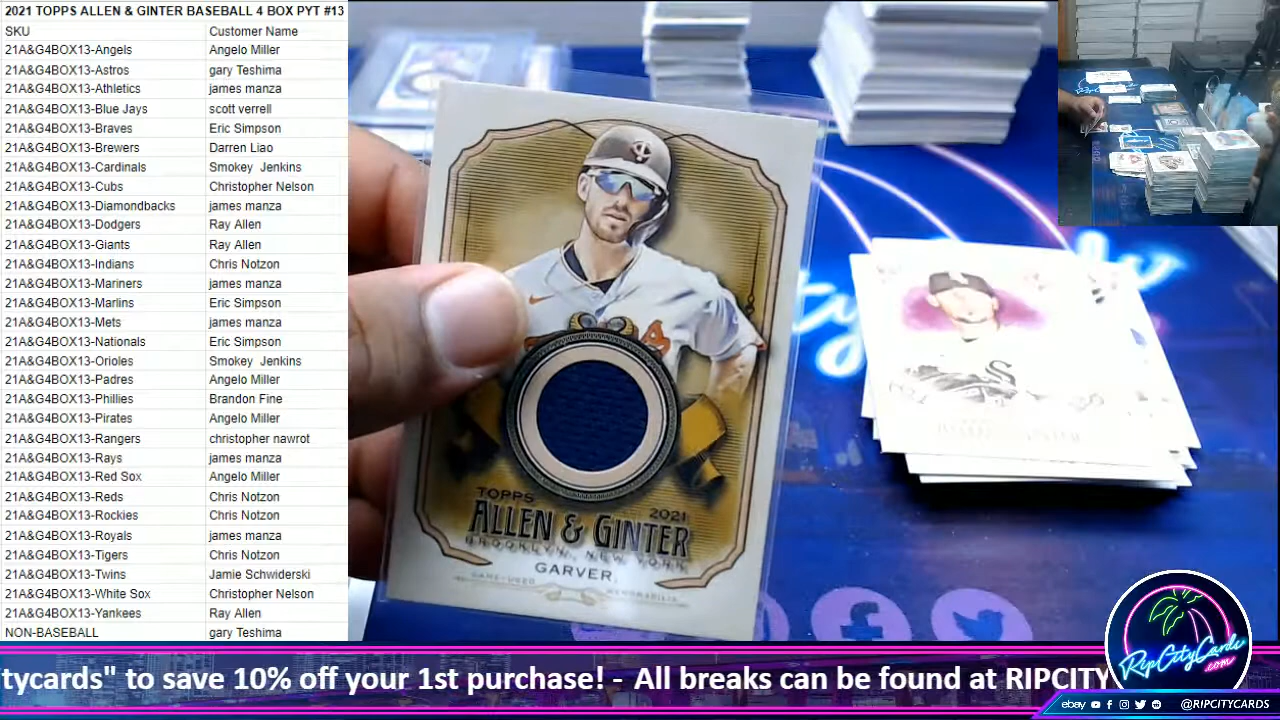 2021 TOPPS ALLEN & GINTER BASEBALL 4 BOX PYT #13
SKU Customer Name
21A&G4BOX13-Angels Angelo Miller
21A&G4BOX13-Astros gary Teshima
21A&G4BOX13-Athletics james manza
21A&G4BOX13-Blue Jays scott verrell
21A&G4BOX13-Braves Eric Simpson
21A&G4BOX13-Brewers Darren Liao
21A&G4BOX13-Cardinals Smokey Jenkins
21A&G4BOX13-Cubs Christopher Nelson
21A&G4BOX13-Diamondbacks james manza
21A&G4BOX13-Dodgers Ray Allen
21A&G4BOX13-Giants Ray Allen
21A&G4BOX13-Indians Chris Notzon
21A&G4BOX13-Mariners james manza
21A&G4BOX13-Marlins Eric Simpson
21A&G4BOX13-Mets james manza
21A&G4BOX13-Nationals Eric Simpson
21A&G4BOX13-Orioles Smokey Jenkins
21A&G4BOX13-Padres Angelo Miller
21A&G4BOX13-Phillies Brandon Fine
21A&G4BOX13-Pirates Angelo Miller
21A&G4BOX13-Rangers christopher nawrot
21A&G4BOX13-Rays james manza
21A&G4BOX13-Red Sox Angelo Miller
21A&G4BOX13-Reds Chris Notzon
21A&G4BOX13-Rockies Chris Notzon
21A&G4BOX13-Royals james manza
21A&G4BOX13-Tigers Chris Notzon
21A&G4BOX13-Twins Jamie Schwiderski
21A&G4BOX13-White Sox Christopher Nelson
21A&G4BOX13-Yankees Ray Allen
NON-BASEBALL gary Teshima
TOPPS 2021
ALLEN & GINTER
BROOKLYN, NEW YORK
GARVER
GAME-USED MEMORABILIA
tycards" to save 10% off your 1st purchase! - All breaks can be found at RIPCITY
RipCityCards
.com
ebay @RIPCITYCARDS